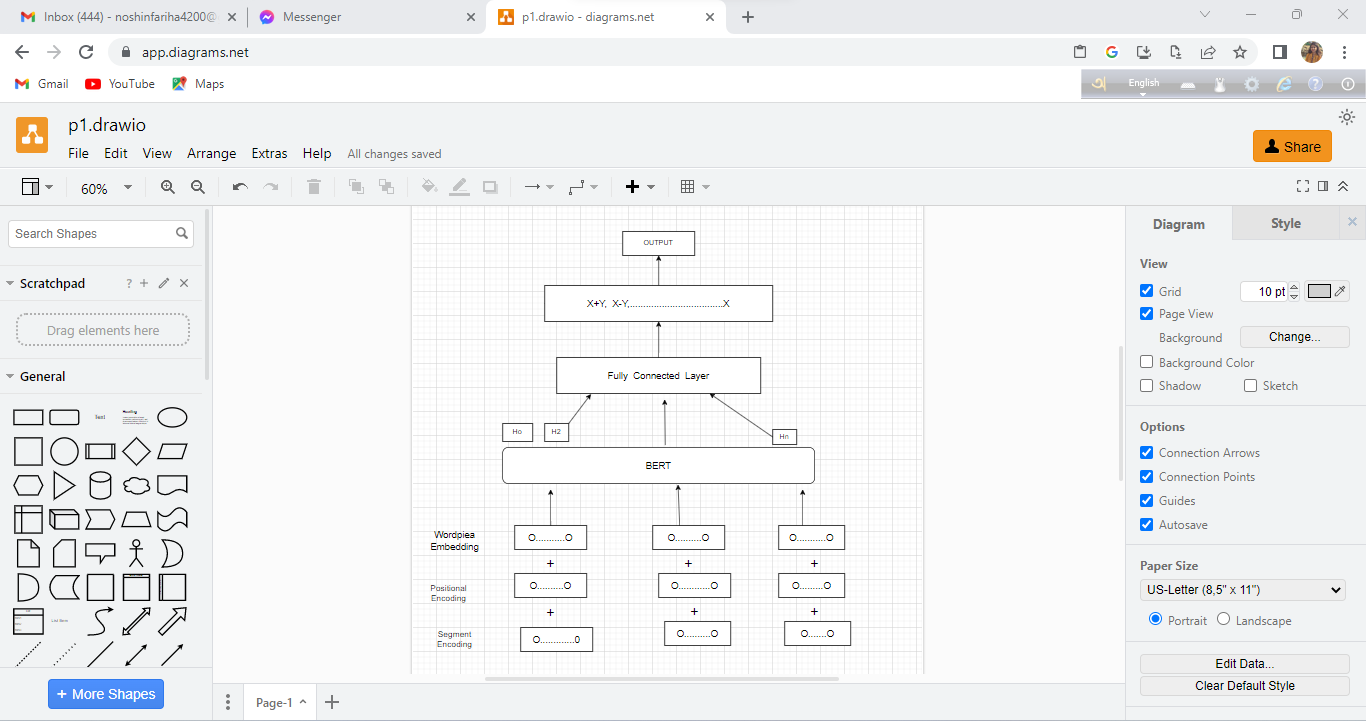 Inbox (444) - noshinfariha4200@
Messenger
p1.drawio - diagrams.net
app.diagrams.net
Gmail
YouTube
Maps
English
p1.drawio
File Edit View Arrange Extras Help All changes saved
Share
60%
Search Shapes
Scratchpad
Drag elements here
General
Text
Heading
+ More Shapes
OUTPUT
X+Y, X-Y,....................................X
Fully Connected Layer
Ho
H2
Hn
BERT
Wordpiea
Embedding
O...........O
O..........O
O...........O
+
+
+
Positional
Encoding
O..........O
O............O
O.........O
+
+
+
Segment
Encoding
O.............0
O...........O
O.......O
Page-1
Diagram
Style
View
Grid
10 pt
Page View
Background
Change...
Background Color
Shadow
Sketch
Options
Connection Arrows
Connection Points
Guides
Autosave
Paper Size
US-Letter (8,5" x 11")
Portrait
Landscape
Edit Data...
Clear Default Style